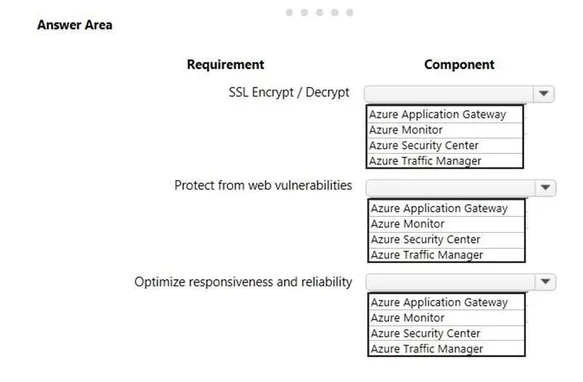 Answer Area
Requirement Component
SSL Encrypt / Decrypt
Azure Application Gateway
Azure Monitor
Azure Security Center
Azure Traffic Manager
Protect from web vulnerabilities
Azure Application Gateway
Azure Monitor
Azure Security Center
Azure Traffic Manager
Optimize responsiveness and reliability
Azure Application Gateway
Azure Monitor
Azure Security Center
Azure Traffic Manager